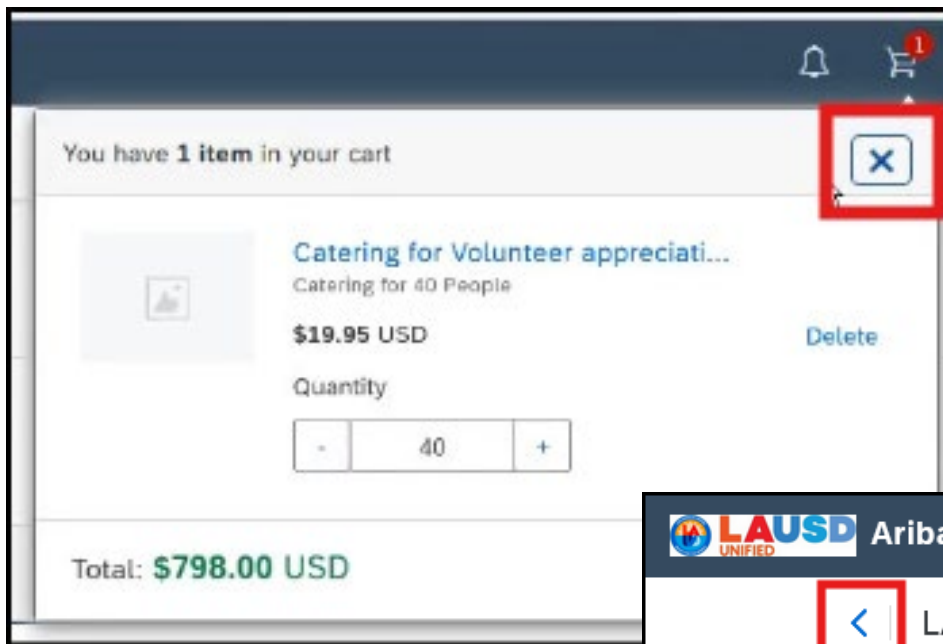 1
You have 1 item in your cart
Catering for Volunteer appreciati...
Catering for 40 People
$19.95 USD
Delete
Quantity
- 40 +
Total: $798.00 USD
LAUSD Ariba
UNIFIED